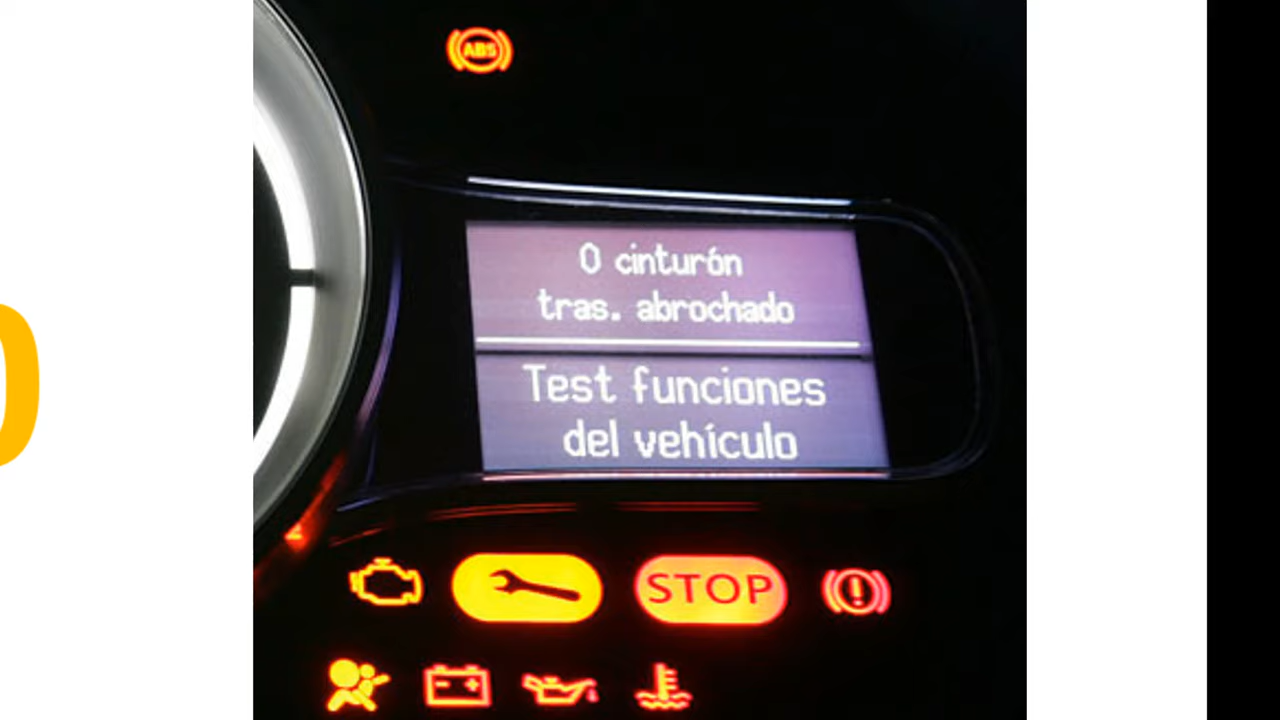 ABS
0 cinturón
tras. abrochado
Test funciones
del vehículo
STOP